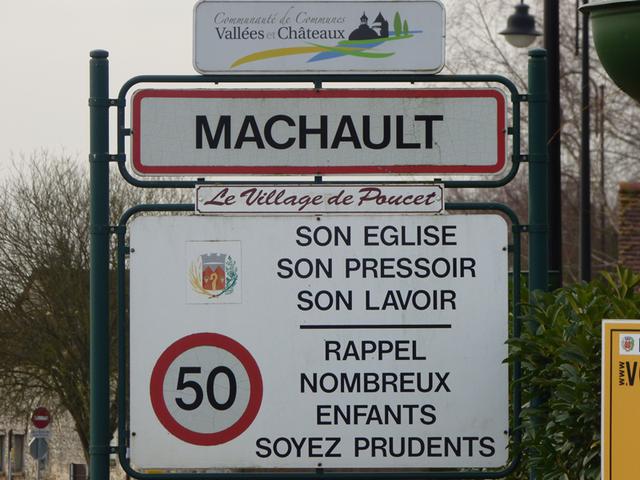 Communauté de Communes
Vallées et Châteaux
MACHAULT
Le Village de Poucet
SON EGLISE
SON PRESSOIR
SON LAVOIR
50
RAPPEL
NOMBREUX
ENFANTS
SOYEZ PRUDENTS
www.